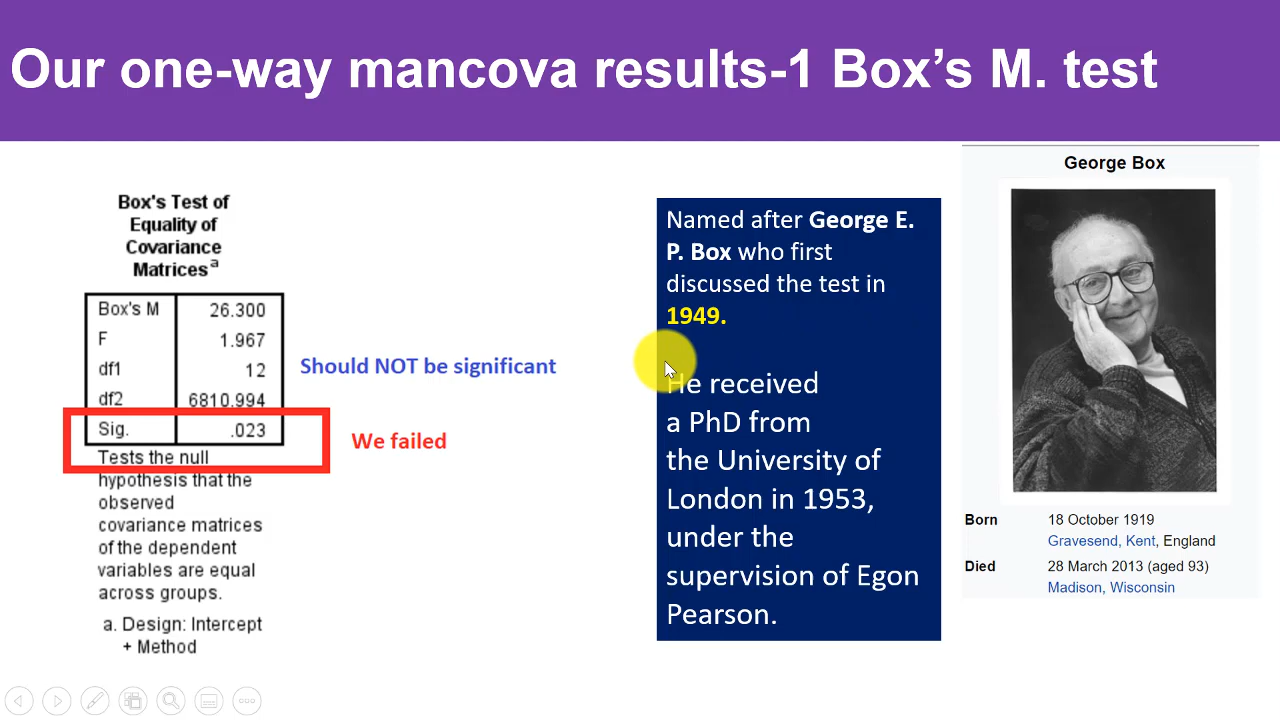 Our one-way mancova results-1 Box’s M. test
Box's Test of
Equality of
Covariance
Matricesᵃ
Box's M 26.300
F 1.967
df1 12
df2 6810.994
Sig. .023
Tests the null
hypothesis that the
observed
covariance matrices
of the dependent
variables are equal
across groups.
a. Design: Intercept
+ Method
Should NOT be significant
We failed
Named after George E.
P. Box who first
discussed the test in
1949.
He received
a PhD from
the University of
London in 1953,
under the
supervision of Egon
Pearson.
George Box
Born 18 October 1919
Gravesend, Kent, England
Died 28 March 2013 (aged 93)
Madison, Wisconsin